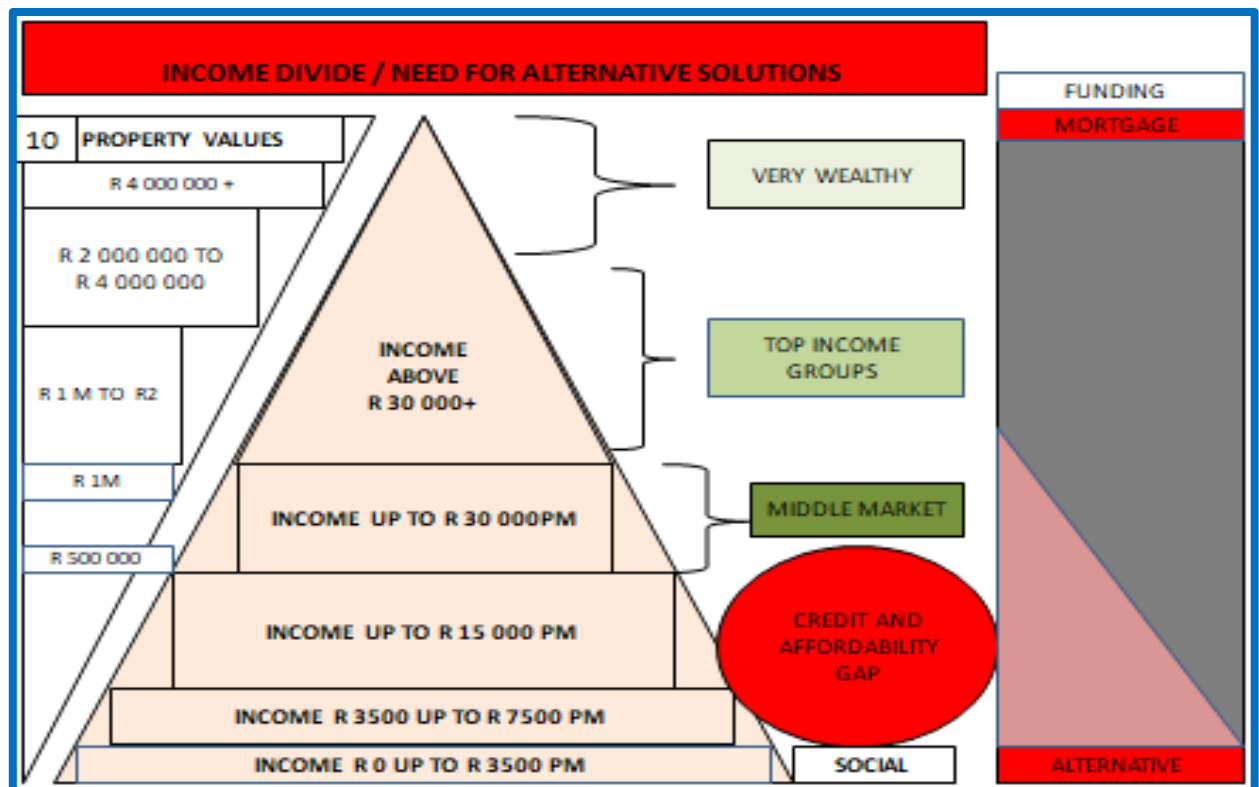 INCOME DIVIDE / NEED FOR ALTERNATIVE SOLUTIONS
10 PROPERTY VALUES
R 4 000 000 +
R 2 000 000 TO
R 4 000 000
R 1 M TO R2
R 1M
R 500 000
INCOME
ABOVE
R 30 000+
INCOME UP TO R 30 000PM
INCOME UP TO R 15 000 PM
INCOME R 3500 UP TO R 7500 PM
INCOME R 0 UP TO R 3500 PM
VERY WEALTHY
TOP INCOME
GROUPS
MIDDLE MARKET
CREDIT AND
AFFORDABILITY
GAP
SOCIAL
FUNDING
MORTGAGE
ALTERNATIVE